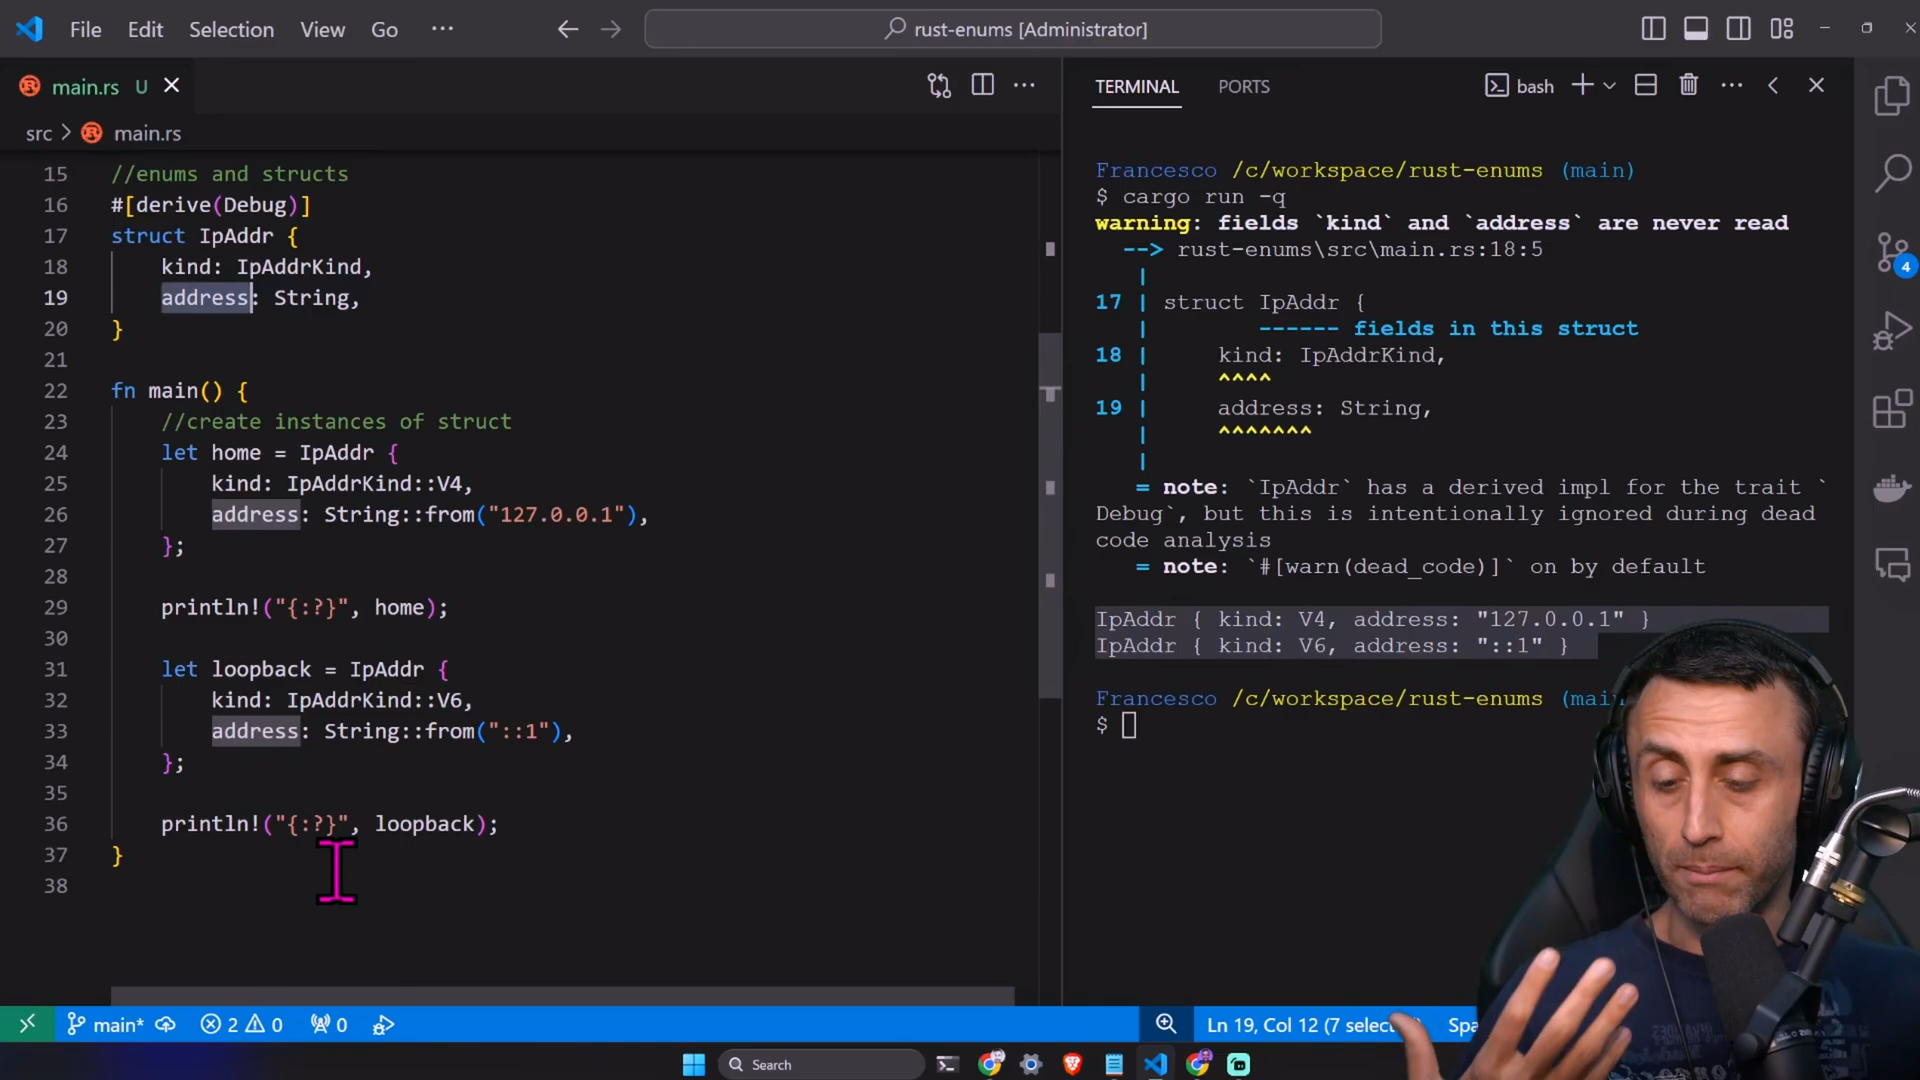 File Edit Selection View Go ···
rust-enums [Administrator]
main.rs U
src > main.rs
15 //enums and structs
16 #[derive(Debug)]
17 struct IpAddr {
18 kind: IpAddrKind,
19 address: String,
20 }
21
22 fn main() {
23 //create instances of struct
24 let home = IpAddr {
25 kind: IpAddrKind::V4,
26 address: String::from("127.0.0.1"),
27 };
28
29 println!("{:?}", home);
30
31 let loopback = IpAddr {
32 kind: IpAddrKind::V6,
33 address: String::from("::1"),
34 };
35
36 println!("{:?}", loopback);
37 }
38
TERMINAL PORTS
bash
Francesco /c/workspace/rust-enums (main)
$ cargo run -q
warning: fields `kind` and `address` are never read
--> rust-enums\src\main.rs:18:5
|
17 | struct IpAddr {
| ------ fields in this struct
18 | kind: IpAddrKind,
| ^^^^
19 | address: String,
| ^^^^^^^
|
= note: `IpAddr` has a derived impl for the trait `
Debug`, but this is intentionally ignored during dead
code analysis
= note: `#[warn(dead_code)]` on by default
IpAddr { kind: V4, address: "127.0.0.1" }
IpAddr { kind: V6, address: "::1" }
Francesco /c/workspace/rust-enums
$
4
main* 2 0 0
Ln 19, Col 12 (7
Search